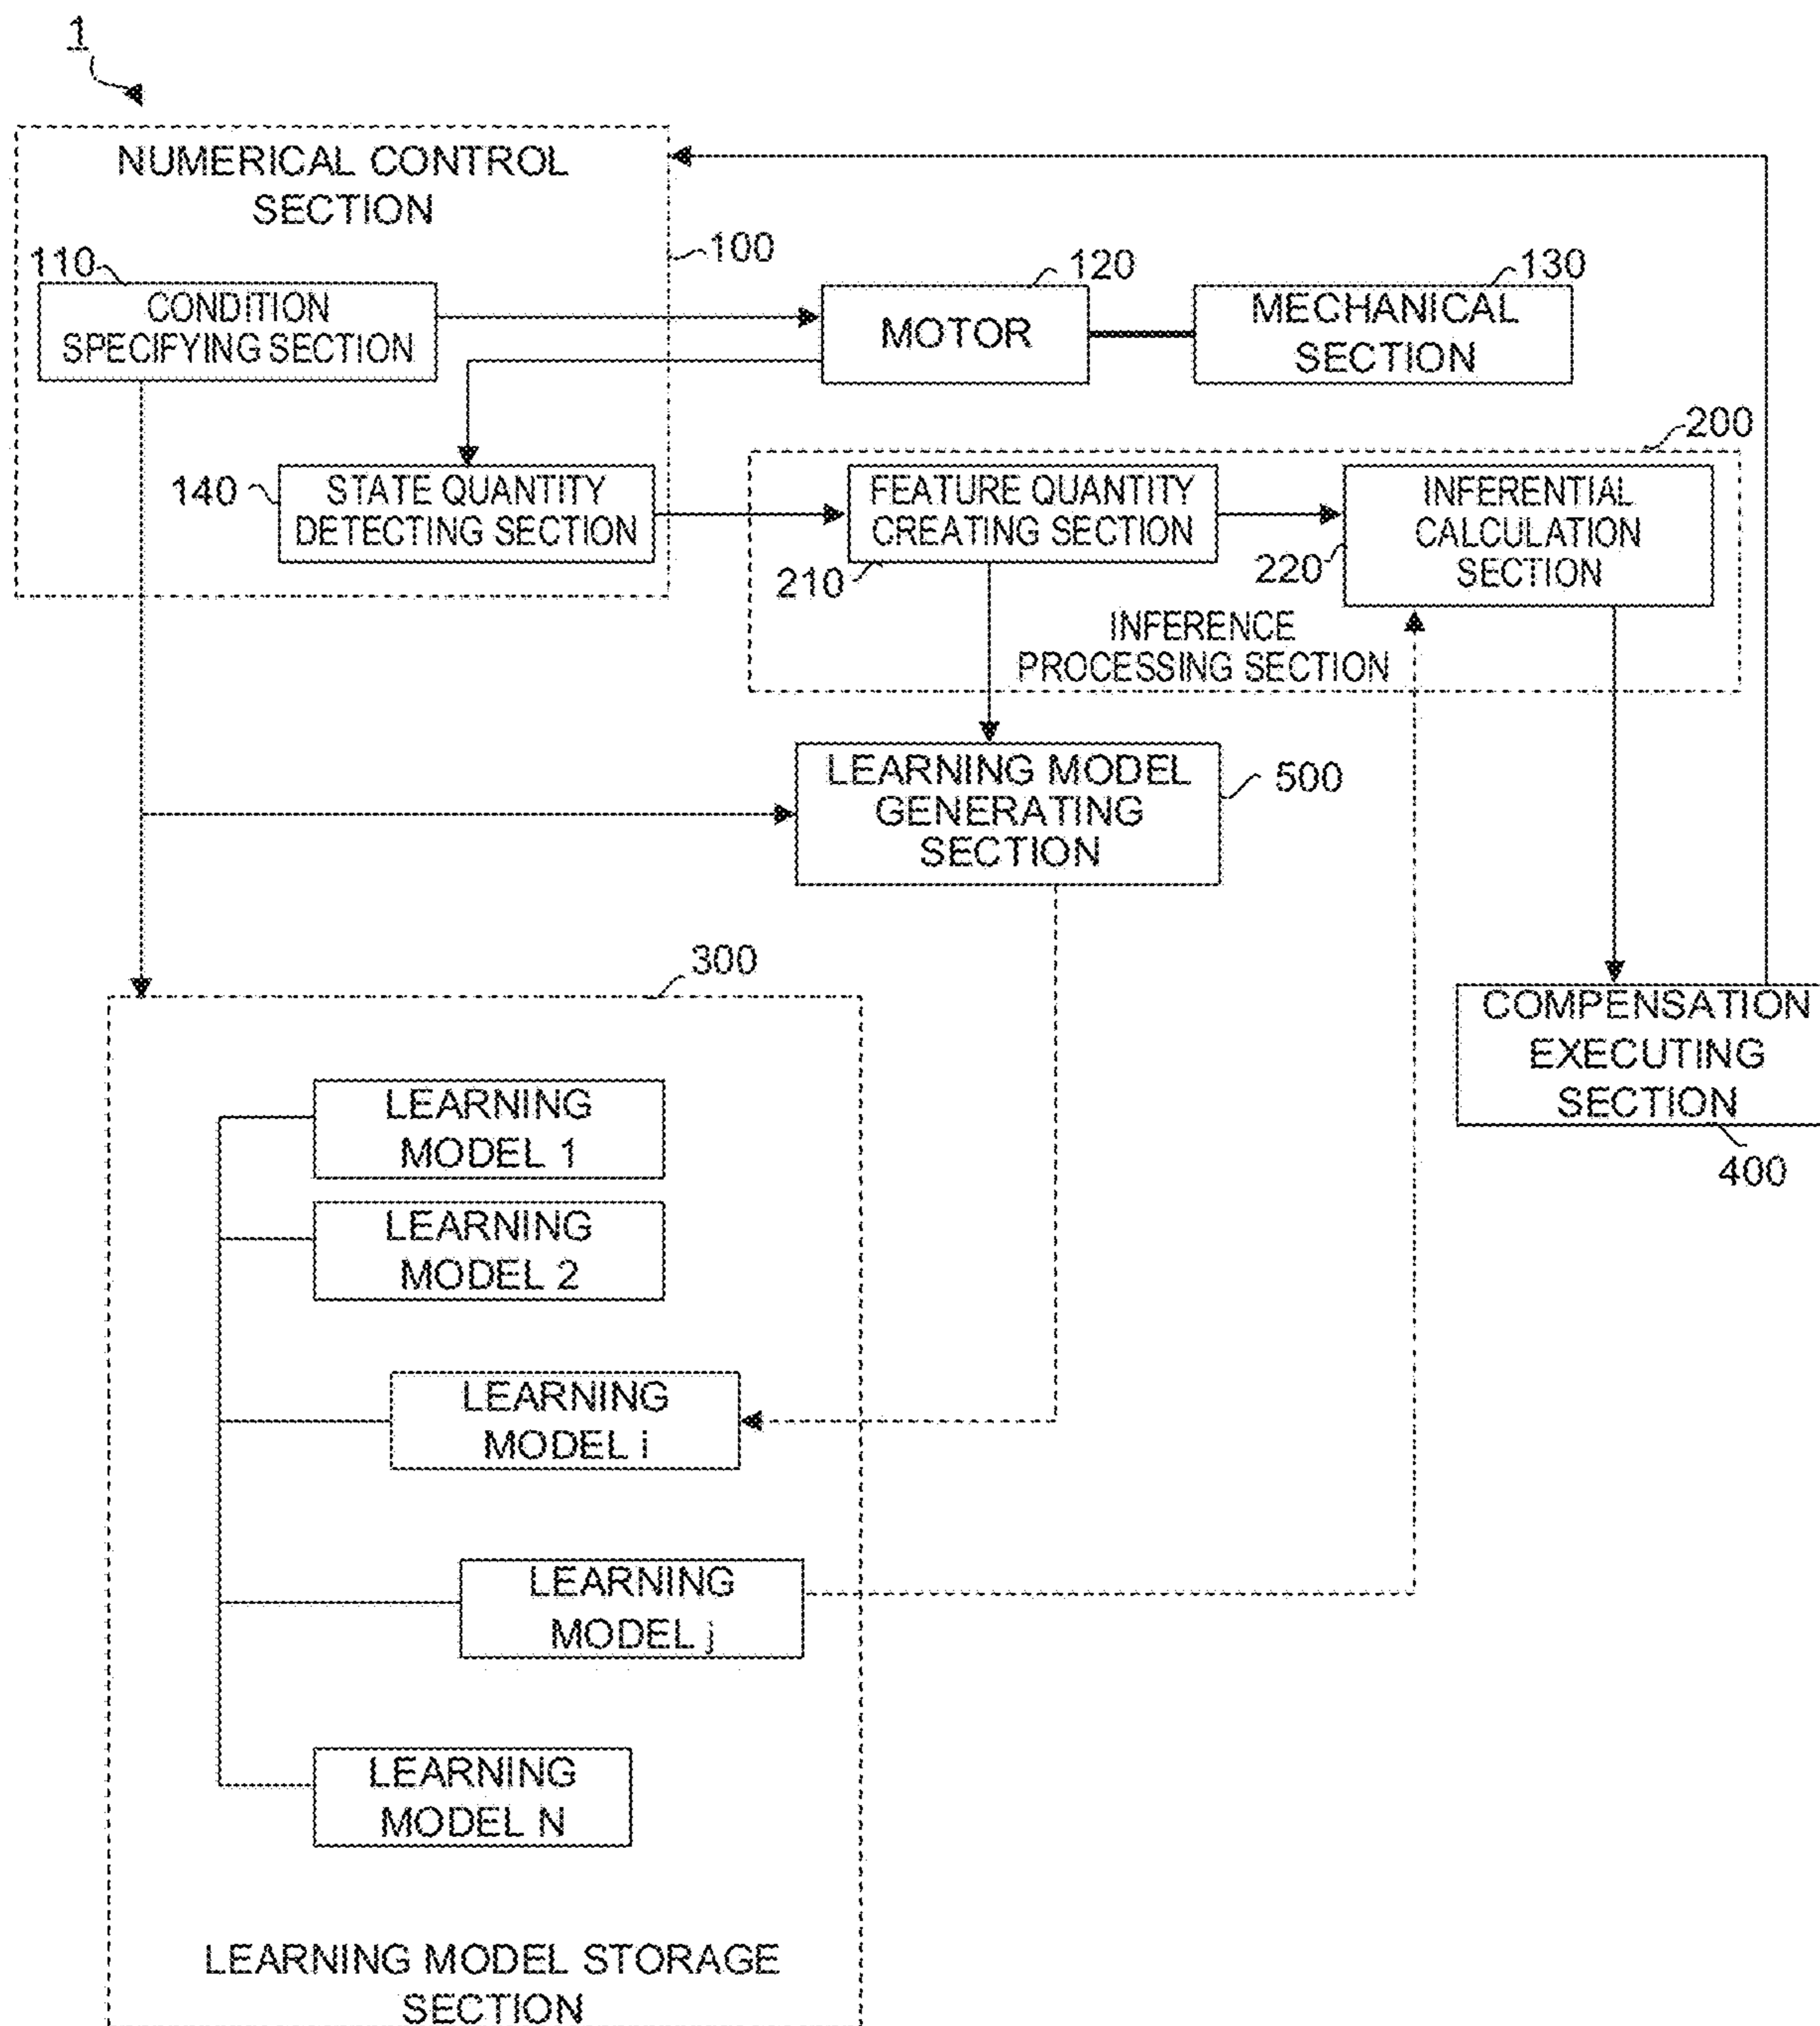 1
NUMERICAL CONTROL
SECTION
100
110
CONDITION
SPECIFYING SECTION
120
MOTOR
130
MECHANICAL
SECTION
140
STATE QUANTITY
DETECTING SECTION
200
FEATURE QUANTITY
CREATING SECTION
210
INFERENTIAL
CALCULATION
SECTION
220
INFERENCE
PROCESSING SECTION
LEARNING MODEL
GENERATING
SECTION
500
300
COMPENSATION
EXECUTING
SECTION
400
LEARNING
MODEL 1
LEARNING
MODEL 2
LEARNING
MODEL i
LEARNING
MODEL j
LEARNING
MODEL N
LEARNING MODEL STORAGE
SECTION